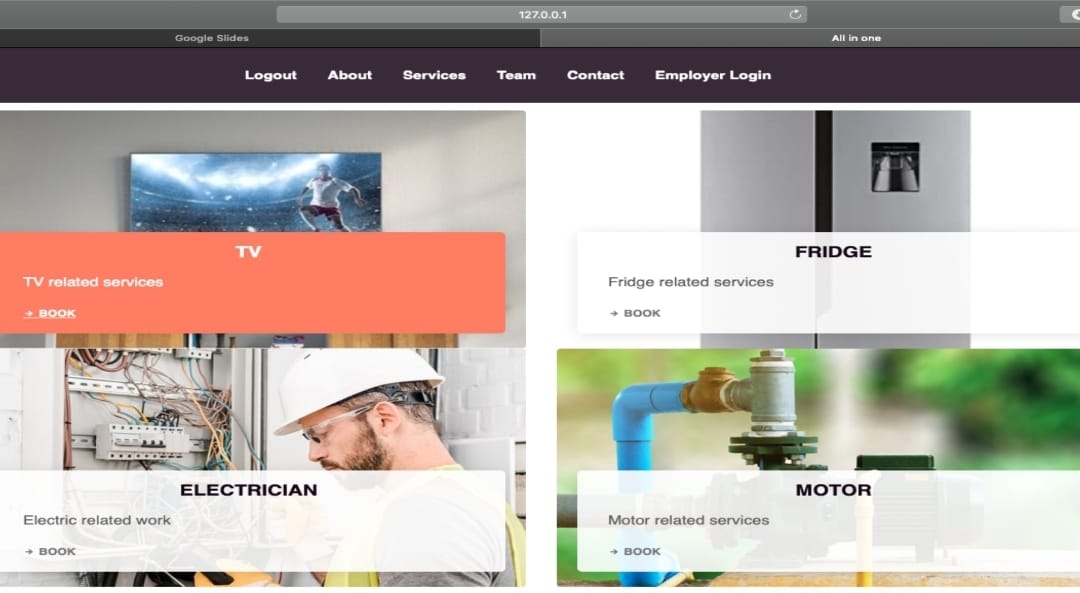 127.0.0.1
Google Slides
All in one
Logout About Services Team Contact Employer Login
TV
TV related services
→ BOOK
FRIDGE
Fridge related services
→ BOOK
ELECTRICIAN
Electric related work
→ BOOK
MOTOR
Motor related services
→ BOOK